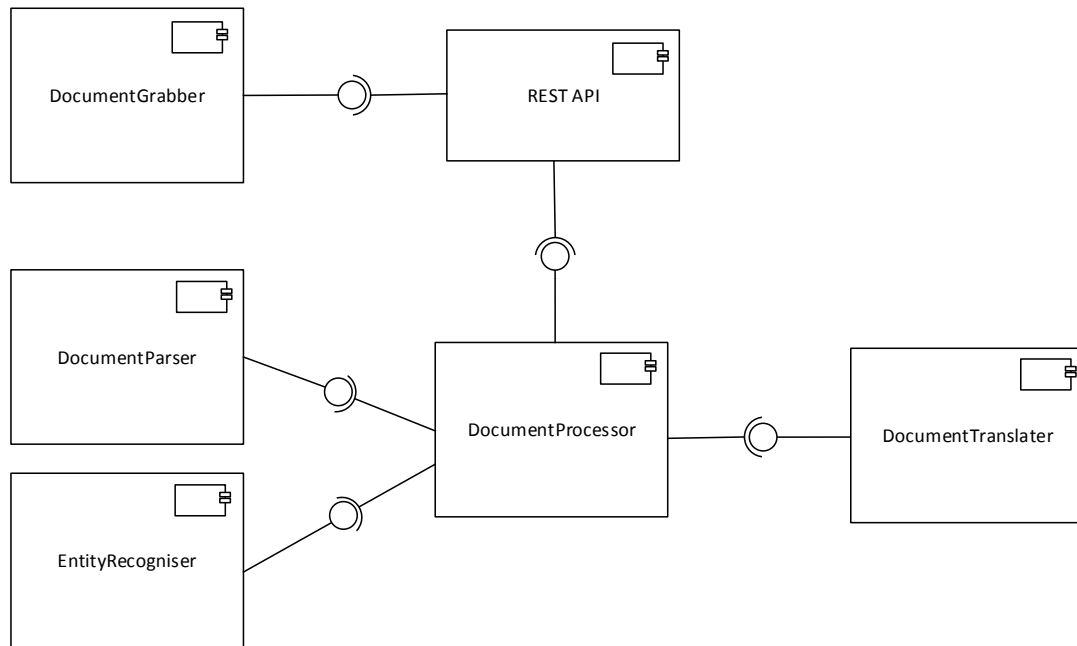 DocumentGrabber
REST API
DocumentParser
DocumentProcessor
DocumentTranslater
EntityRecogniser